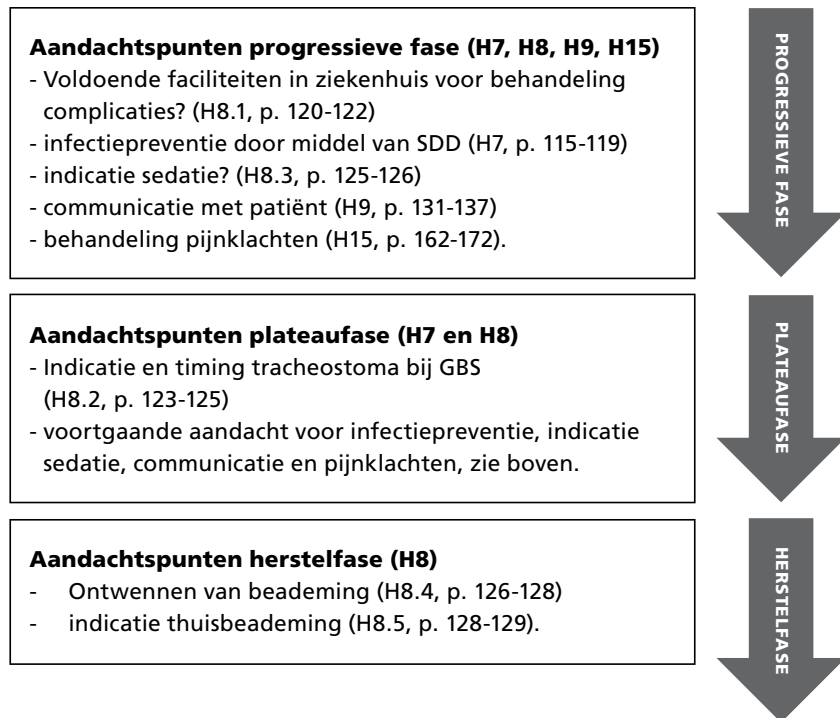 Aandachtspunten progressieve fase (H7, H8, H9, H15)
- Voldoende faciliteiten in ziekenhuis voor behandeling
complicaties? (H8.1, p. 120-122)
- infectiepreventie door middel van SDD (H7, p. 115-119)
- indicatie sedatie? (H8.3, p. 125-126)
- communicatie met patiënt (H9, p. 131-137)
- behandeling pijnklachten (H15, p. 162-172).
PROGRESSIEVE FASE
Aandachtspunten plateaufase (H7 en H8)
- Indicatie en timing tracheostoma bij GBS
(H8.2, p. 123-125)
- voortgaande aandacht voor infectiepreventie, indicatie
sedatie, communicatie en pijnklachten, zie boven.
PLATEAUFASE
Aandachtspunten herstelfase (H8)
- Ontwennen van beademing (H8.4, p. 126-128)
- indicatie thuisbeademing (H8.5, p. 128-129).
HERSTELFASE